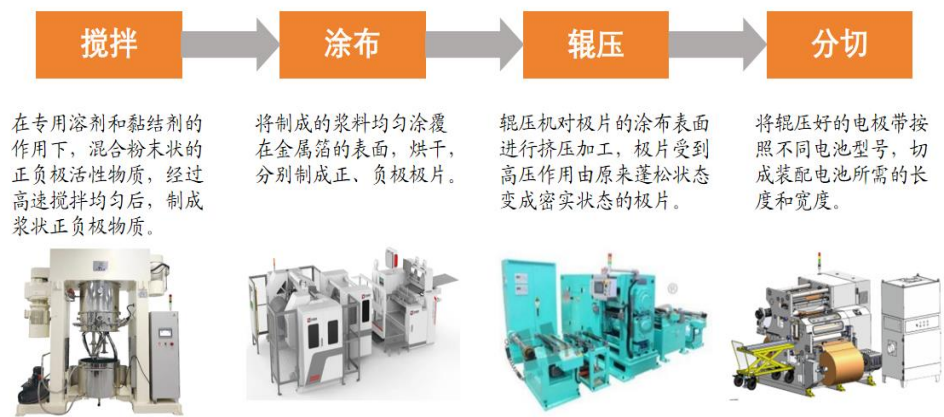 搅拌
涂布
辊压
分切
在专用溶剂和黏结剂的
作用下，混合粉末状的
正负极活性物质，经过
高速搅拌均匀后，制成
浆状正负极物质。
将制成的浆料均匀涂覆
在金属箔的表面，烘干，
分别制成正、负极极片。
辊压机对极片的涂布表面
进行挤压加工，极片受到
高压作用由原来蓬松状态
变成密实状态的极片。
将辊压好的电极带按
照不同电池型号，切
成装配电池所需的长
度和宽度。